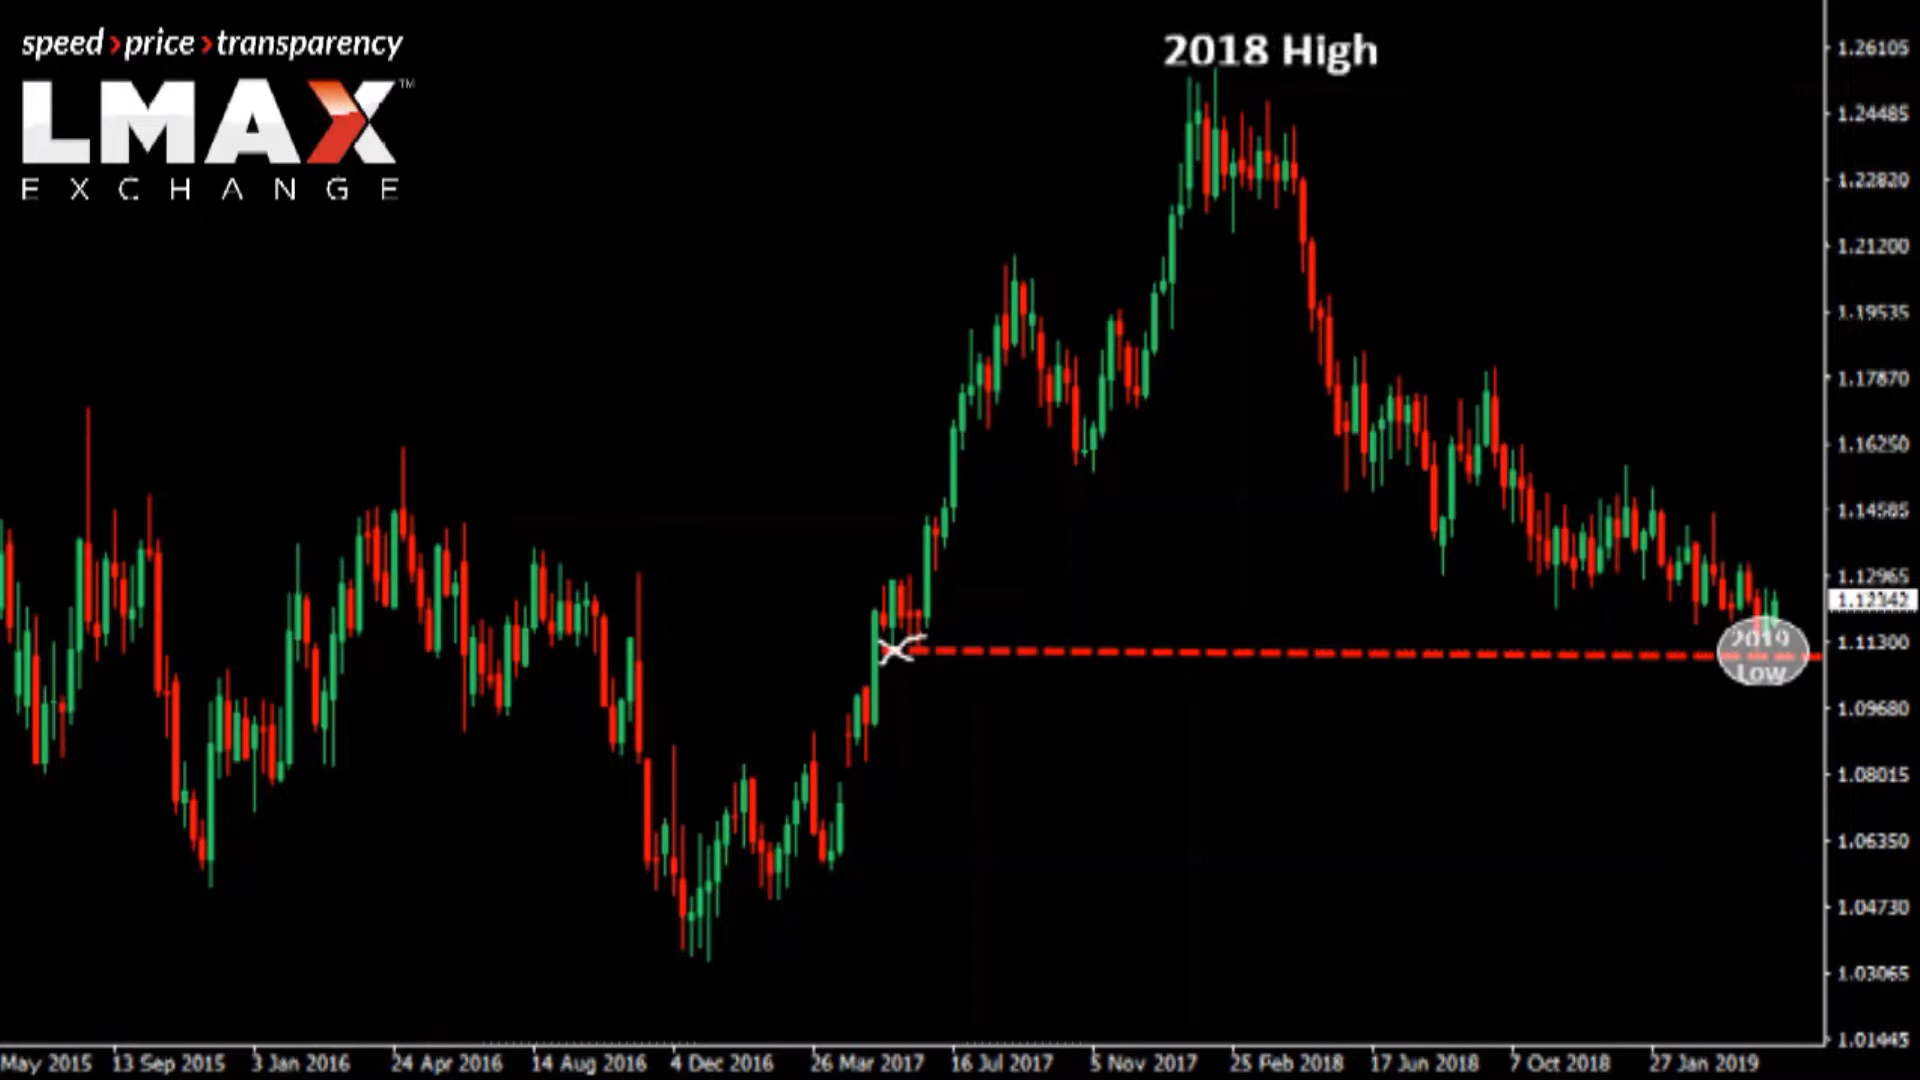 speed›price›transparency
LMAX™
EXCHANGE
2018 High
1.26105
1.24485
1.22820
1.21200
1.19535
1.17870
1.16250
1.14585
1.12965
1.11300
1.09680
1.08015
1.06350
1.04730
1.03065
1.01445
2019
Low
May 2015 13 Sep 2015 3 Jan 2016 24 Apr 2016 14 Aug 2016 4 Dec 2016 26 Mar 2017 16 Jul 2017 5 Nov 2017 25 Feb 2018 17 Jun 2018 7 Oct 2018 27 Jan 2019